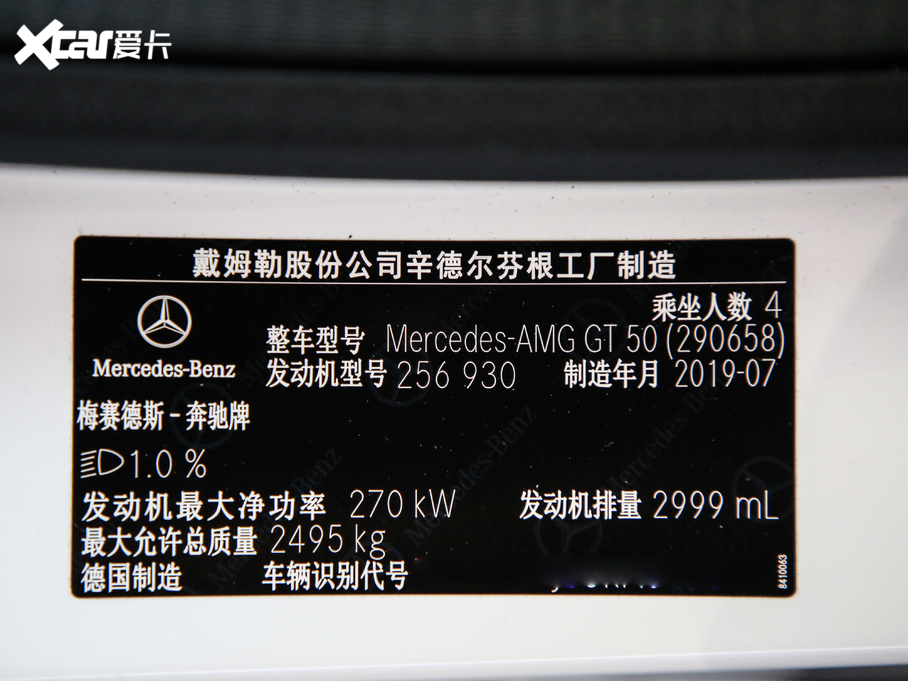 Xcar爱卡
戴姆勒股份公司辛德尔芬根工厂制造
乘坐人数 4
整车型号 Mercedes-AMG GT 50 (290658)
Mercedes-Benz
发动机型号 256 930
制造年月 2019-07
梅赛德斯-奔驰牌
1.0 %
发动机最大净功率 270 kW
发动机排量 2999 mL
最大允许总质量 2495 kg
德国制造
车辆识别代号
8410063